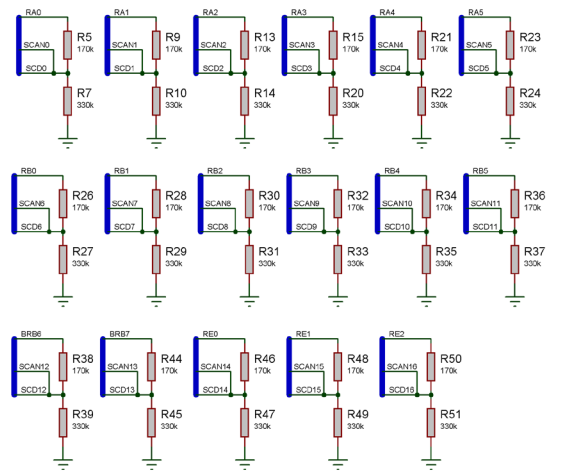 RA0 RA1 RA2 RA3 RA4 RA5
R5 R9 R13 R15 R21 R23
SCAN0 170k SCAN1 170k SCAN2 170k SCAN3 170k SCAN4 170k SCAN5 170k
SCD0 SCD1 SCD2 SCD3 SCD4 SCD5
R7 R10 R14 R20 R22 R24
330k 330k 330k 330k 330k 330k
RB0 RB1 RB2 RB3 RB4 RB5
R26 R28 R30 R32 R34 R36
SCAN6 170k SCAN7 170k SCAN8 170k SCAN9 170k SCAN10 170k SCAN11 170k
SCD6 SCD7 SCD8 SCD9 SCD10 SCD11
R27 R29 R31 R33 R35 R37
330k 330k 330k 330k 330k 330k
BRB6 BRB7 RE0 RE1 RE2
R38 R44 R46 R48 R50
SCAN12 170k SCAN13 170k SCAN14 170k SCAN15 170k SCAN16 170k
SCD12 SCD13 SCD14 SCD15 SCD16
R39 R45 R47 R49 R51
330k 330k 330k 330k 330k